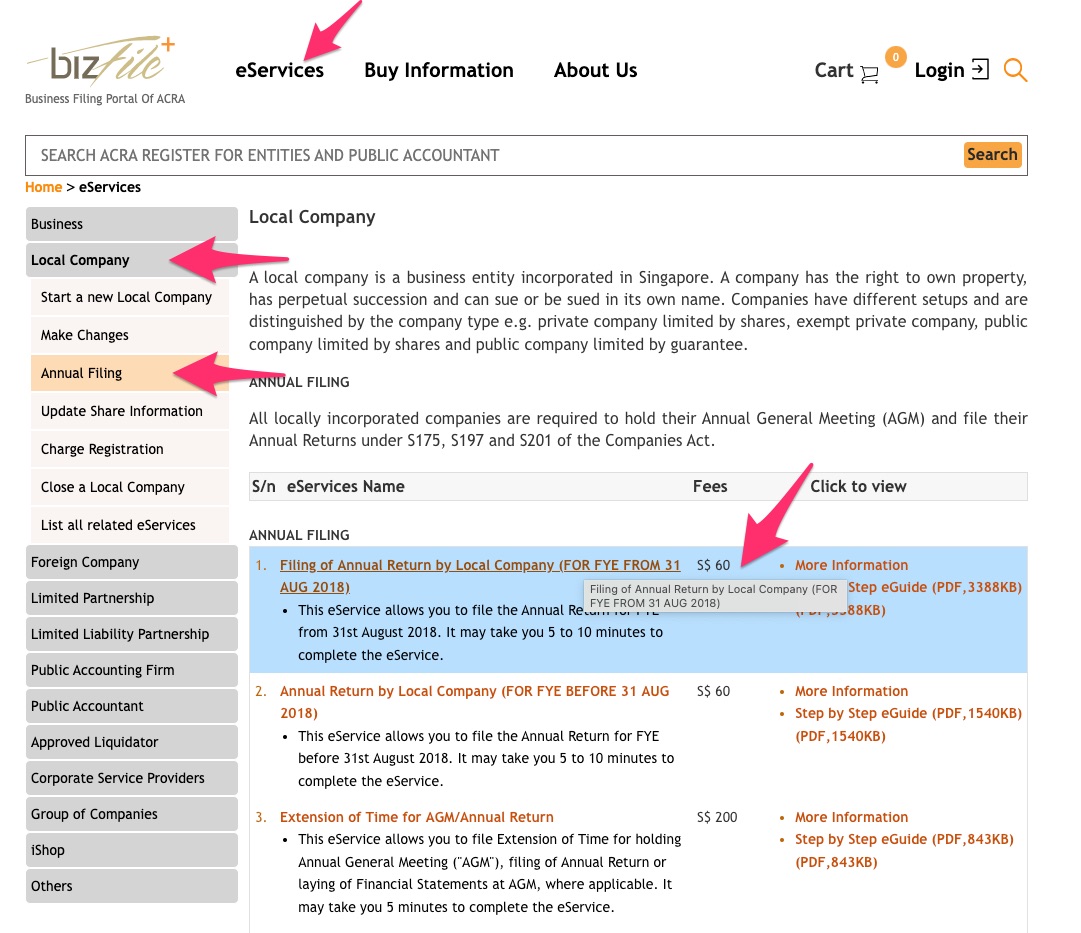 bizfile+
Business Filing Portal Of ACRA
eServices
Buy Information
About Us
Cart
0
Login
SEARCH ACRA REGISTER FOR ENTITIES AND PUBLIC ACCOUNTANT
Search
Home > eServices
Business
Local Company
Start a new Local Company
Make Changes
Annual Filing
Update Share Information
Charge Registration
Close a Local Company
List all related eServices
Foreign Company
Limited Partnership
Limited Liability Partnership
Public Accounting Firm
Public Accountant
Approved Liquidator
Corporate Service Providers
Group of Companies
iShop
Others
Local Company
A local company is a business entity incorporated in Singapore. A company has the right to own property,
has perpetual succession and can sue or be sued in its own name. Companies have different setups and are
distinguished by the company type e.g. private company limited by shares, exempt private company, public
company limited by shares and public company limited by guarantee.
ANNUAL FILING
All locally incorporated companies are required to hold their Annual General Meeting (AGM) and file their
Annual Returns under S175, S197 and S201 of the Companies Act.
S/n eServices Name Fees Click to view
ANNUAL FILING
1. Filing of Annual Return by Local Company (FOR FYE FROM 31
AUG 2018)
• This eService allows you to file the Annual Return for FYE
from 31st August 2018. It may take you 5 to 10 minutes to
complete the eService.
S$ 60
• More Information
Step eGuide (PDF,3388KB)
(PDF,3388KB)
Filing of Annual Return by Local Company (FOR
FYE FROM 31 AUG 2018)
2. Annual Return by Local Company (FOR FYE BEFORE 31 AUG
2018)
• This eService allows you to file the Annual Return for FYE
before 31st August 2018. It may take you 5 to 10 minutes to
complete the eService.
S$ 60
• More Information
• Step by Step eGuide (PDF,1540KB)
(PDF,1540KB)
3. Extension of Time for AGM/Annual Return
• This eService allows you to file Extension of Time for holding
Annual General Meeting ("AGM"), filing of Annual Return or
laying of Financial Statements at AGM, where applicable. It
may take you 5 minutes to complete the eService.
S$ 200
• More Information
• Step by Step eGuide (PDF,843KB)
(PDF,843KB)